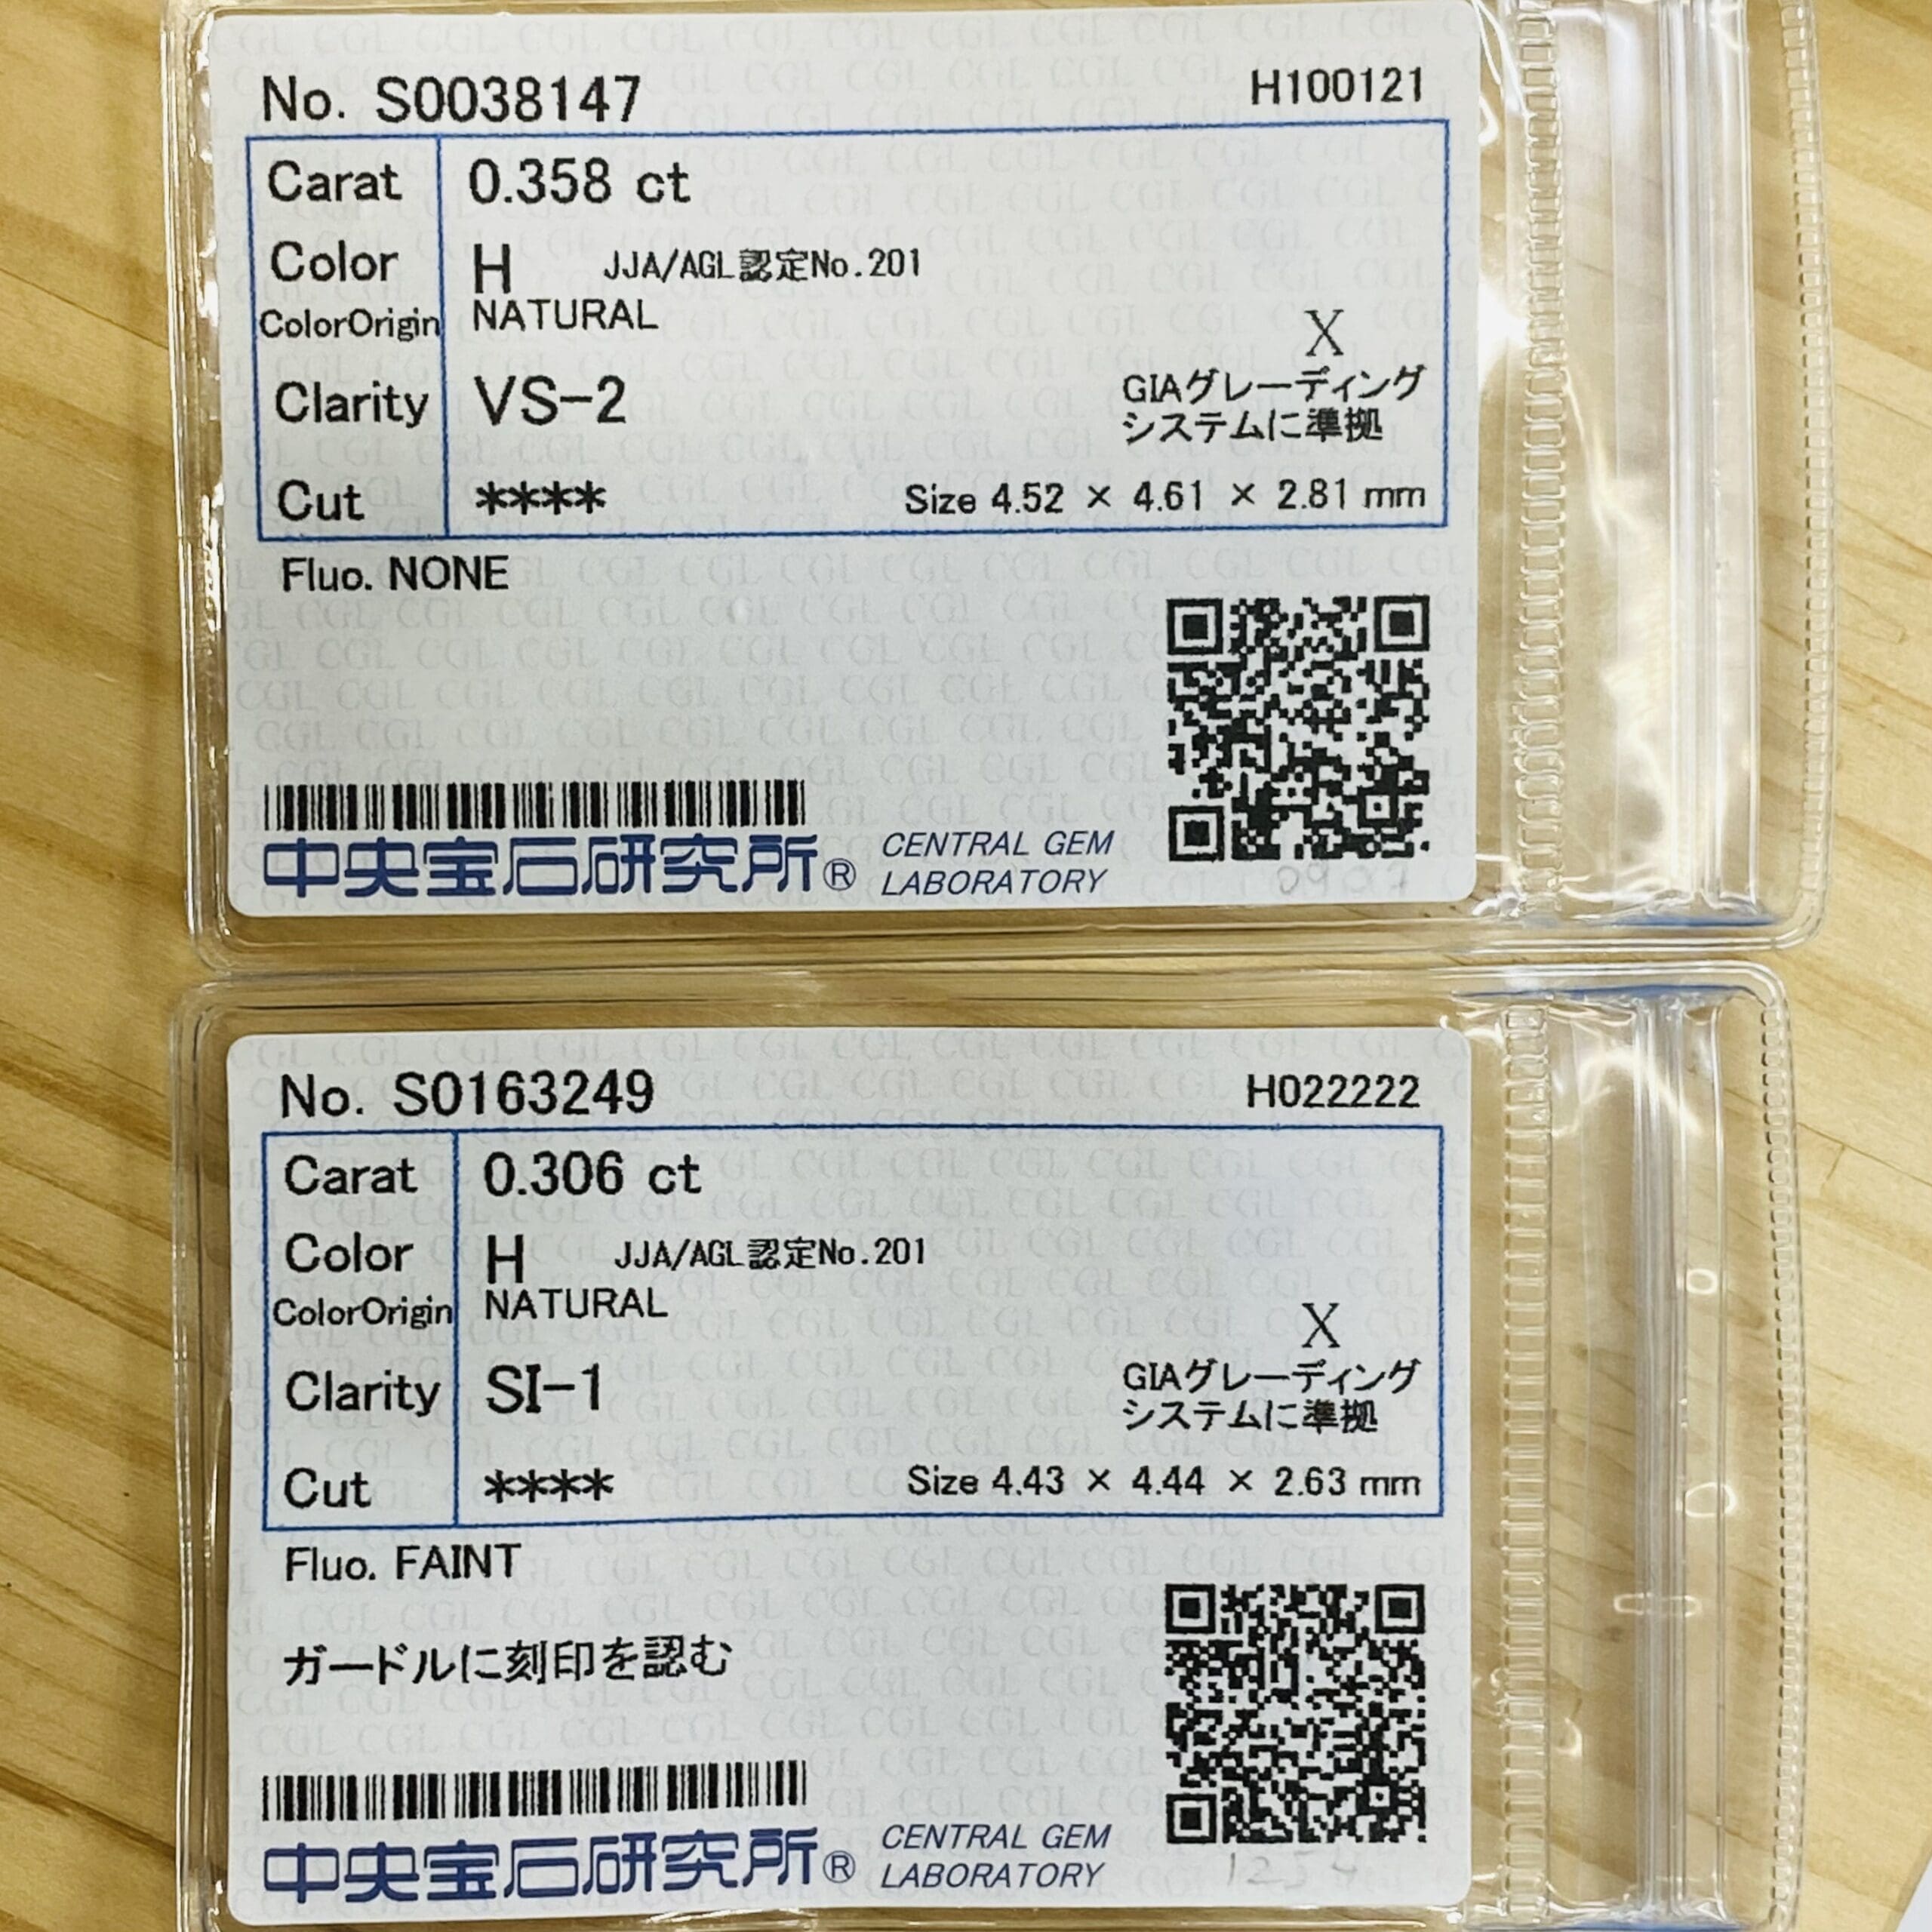 No. S0038147 H100121
Carat 0.358 ct
Color H JJA/AGL認定No.201
ColorOrigin NATURAL
X
Clarity VS-2 GIAグレーディング
システムに準拠
Cut **** Size 4.52 × 4.61 × 2.81 mm
Fluo. NONE
中央宝石研究所® CENTRAL GEM
LABORATORY
No. S0163249 H022222
Carat 0.306 ct
Color H JJA/AGL認定No.201
ColorOrigin NATURAL
X
Clarity SI-1 GIAグレーディング
システムに準拠
Cut **** Size 4.43 × 4.44 × 2.63 mm
Fluo. FAINT
ガードルに刻印を認む
中央宝石研究所® CENTRAL GEM
LABORATORY